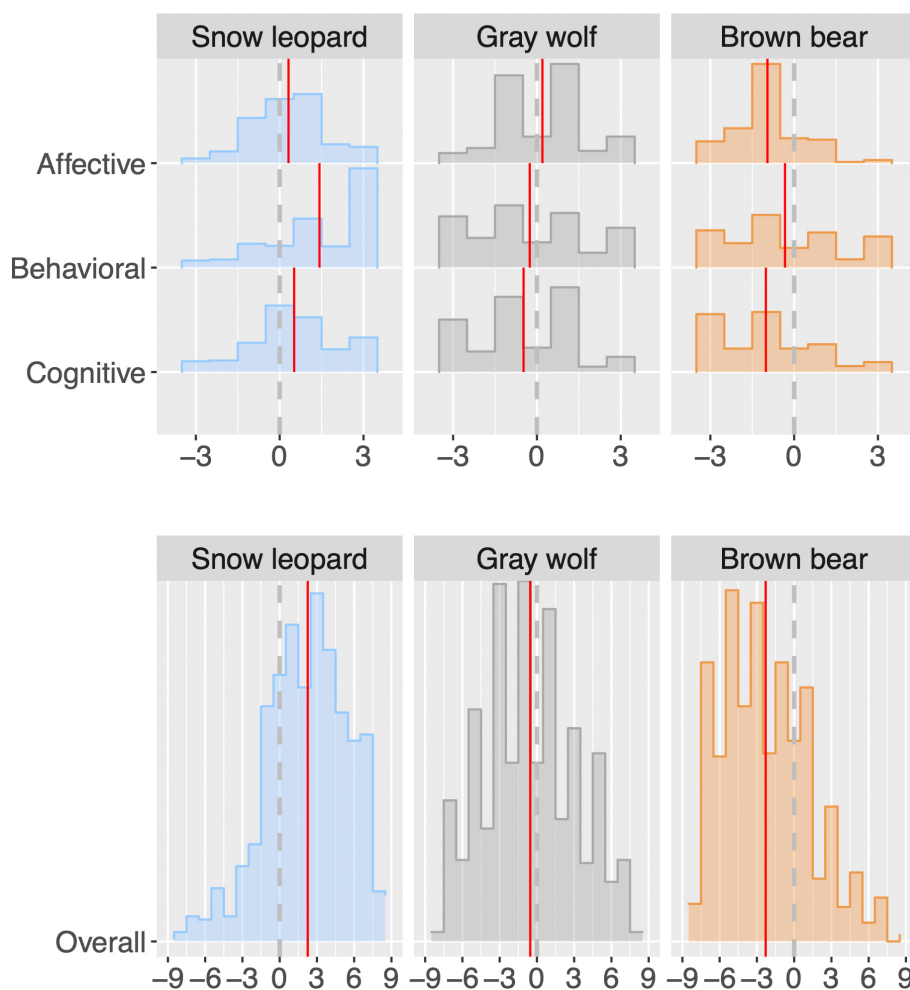 Snow leopard Gray wolf Brown bear
Affective
Behavioral
Cognitive
−3 0 3 −3 0 3 −3 0 3
Snow leopard Gray wolf Brown bear
Overall
−9 −6 −3 0 3 6 9 −9 −6 −3 0 3 6 9 −9 −6 −3 0 3 6 9